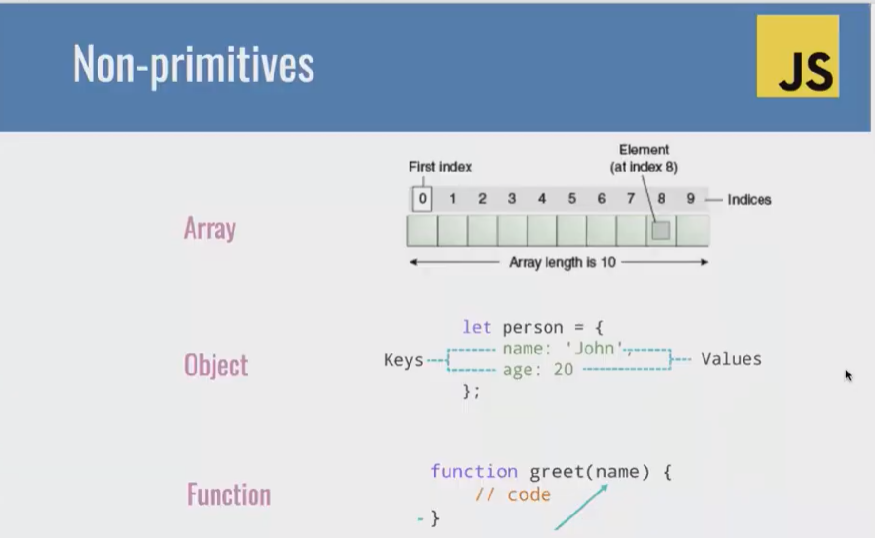 Non-primitives
JS
Element
(at index 8)
First index
0 1 2 3 4 5 6 7 8 9
Indices
Array
Array length is 10
let person = {
name: 'John',
Keys
Values
Object
age: 20
};
function greet(name) {
Function
// code
}